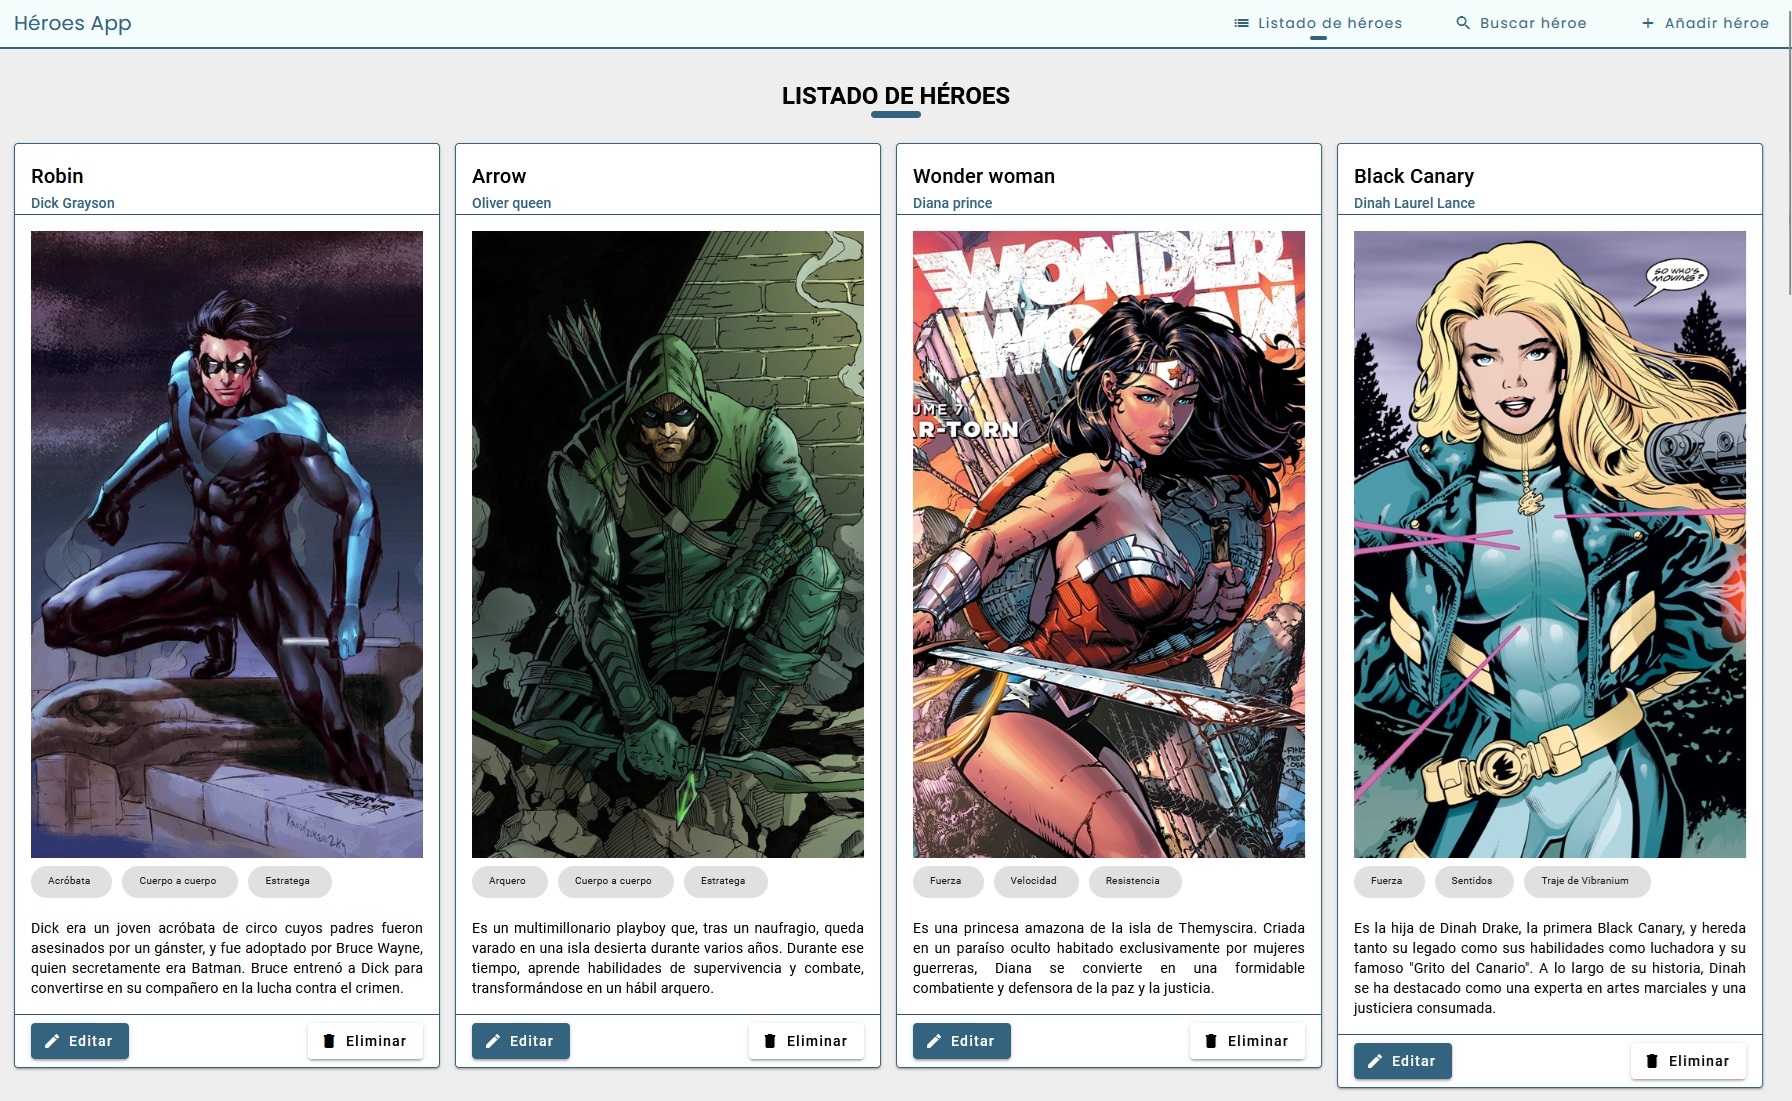 Héroes App
Listado de héroes
Buscar héroe
Añadir héroe
LISTADO DE HÉROES
Robin
Dick Grayson
Acróbata
Cuerpo a cuerpo
Estratega
Dick era un joven acróbata de circo cuyos padres fueron
asesinados por un gánster, y fue adoptado por Bruce Wayne,
quien secretamente era Batman. Bruce entrenó a Dick para
convertirse en su compañero en la lucha contra el crimen.
Editar
Eliminar
Arrow
Oliver queen
Arquero
Cuerpo a cuerpo
Estratega
Es un multimillonario playboy que, tras un naufragio, queda
varado en una isla desierta durante varios años. Durante ese
tiempo, aprende habilidades de supervivencia y combate,
transformándose en un hábil arquero.
Editar
Eliminar
Wonder woman
Diana prince
WONDER
WOMAN
UME 7
R-TORN
Fuerza
Velocidad
Resistencia
Es una princesa amazona de la isla de Themyscira. Criada
en un paraíso oculto habitado exclusivamente por mujeres
guerreras, Diana se convierte en una formidable
combatiente y defensora de la paz y la justicia.
Editar
Eliminar
Black Canary
Dinah Laurel Lance
SO WHO'S
MOVING?
Fuerza
Sentidos
Traje de Vibranium
Es la hija de Dinah Drake, la primera Black Canary, y hereda
tanto su legado como sus habilidades como luchadora y su
famoso "Grito del Canario". A lo largo de su historia, Dinah
se ha destacado como una experta en artes marciales y una
justiciera consumada.
Editar
Eliminar